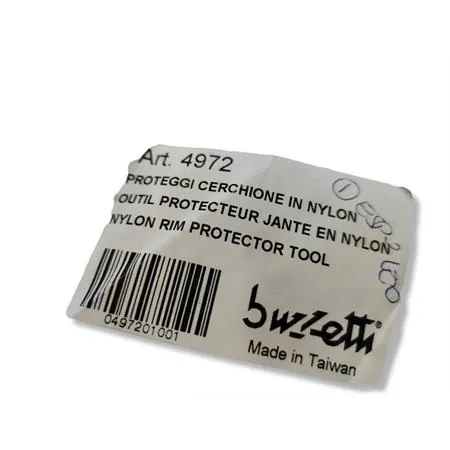 Art. 4972
PROTEGGI CERCHIONE IN NYLON
OUTIL PROTECTEUR JANTE EN NYLON
NYLON RIM PROTECTOR TOOL
1
0497201001
buzzetti®
Made in Taiwan